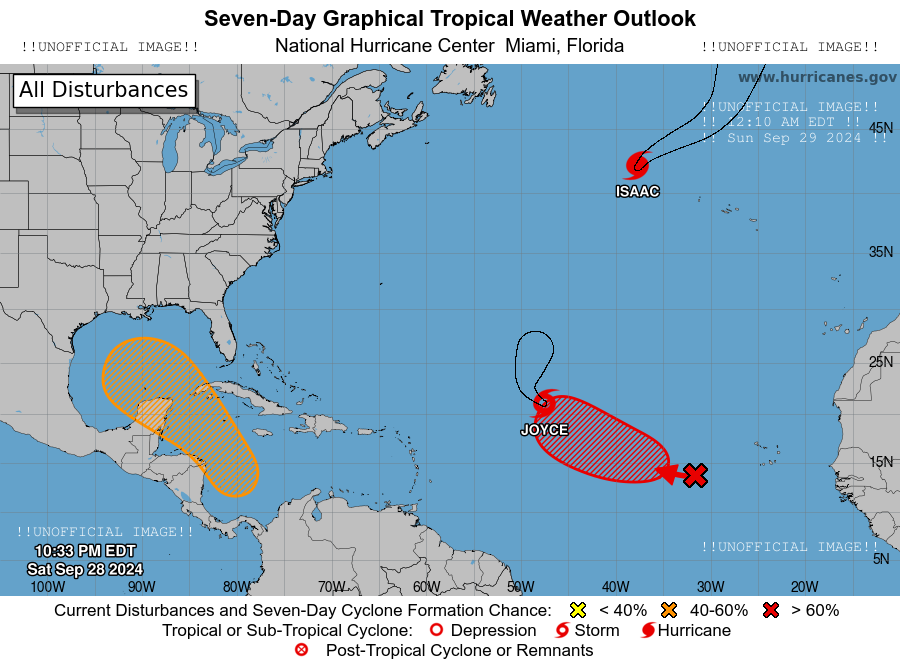 Seven-Day Graphical Tropical Weather Outlook
!!UNOFFICIAL IMAGE!! National Hurricane Center Miami, Florida !!UNOFFICIAL IMAGE!!
All Disturbances
www.hurricanes.gov
!!UNOFFICIAL IMAGE!!
!! 12:10 AM EDT !!
!! Sun Sep 29 2024 !!
45N
ISAAC
35N
25N
JOYCE
15N
!!UNOFFICIAL IMAGE!!
!!UNOFFICIAL IMAGE!!
10:33 PM EDT
Sat Sep 28 2024
5N
100W 90W 80W 70W 60W 50W 40W 30W 20W
Current Disturbances and Seven-Day Cyclone Formation Chance: < 40% 40-60% > 60%
Tropical or Sub-Tropical Cyclone: Depression Storm Hurricane
Post-Tropical Cyclone or Remnants